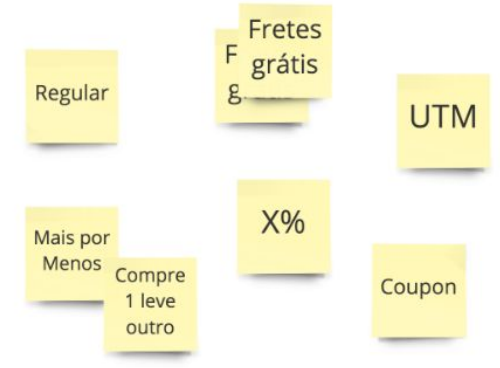 Fretes
grátis
F
g
Regular
UTM
X%
Mais por
Menos
Compre
1 leve
outro
Coupon